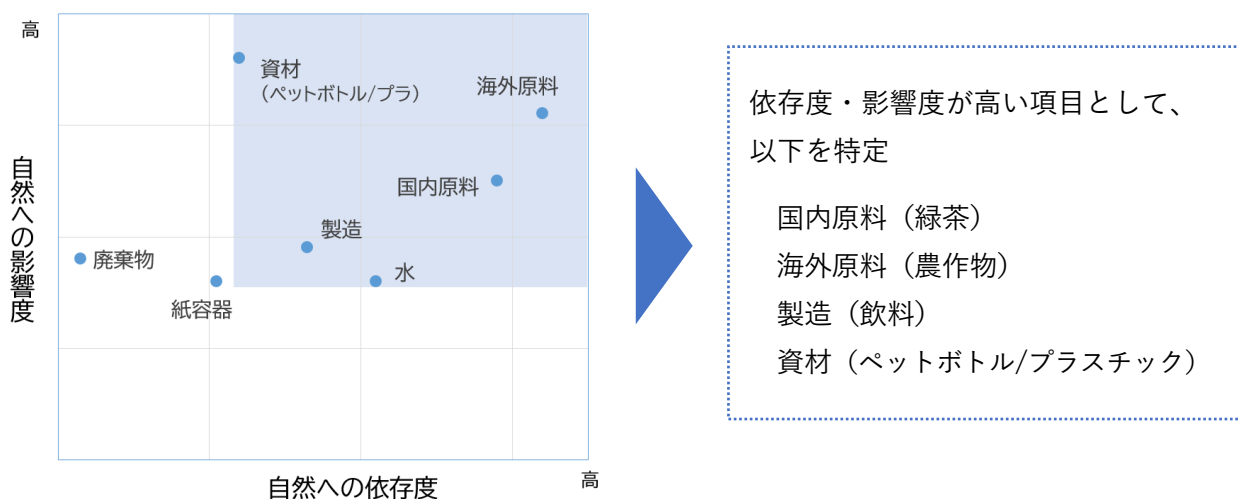 高
資材
（ペットボトル/プラ）
海外原料
国内原料
製造
廃棄物
水
紙容器
自然への影響度
自然への依存度
高
依存度・影響度が高い項目として、
以下を特定
国内原料（緑茶）
海外原料（農作物）
製造（飲料）
資材（ペットボトル/プラスチック）